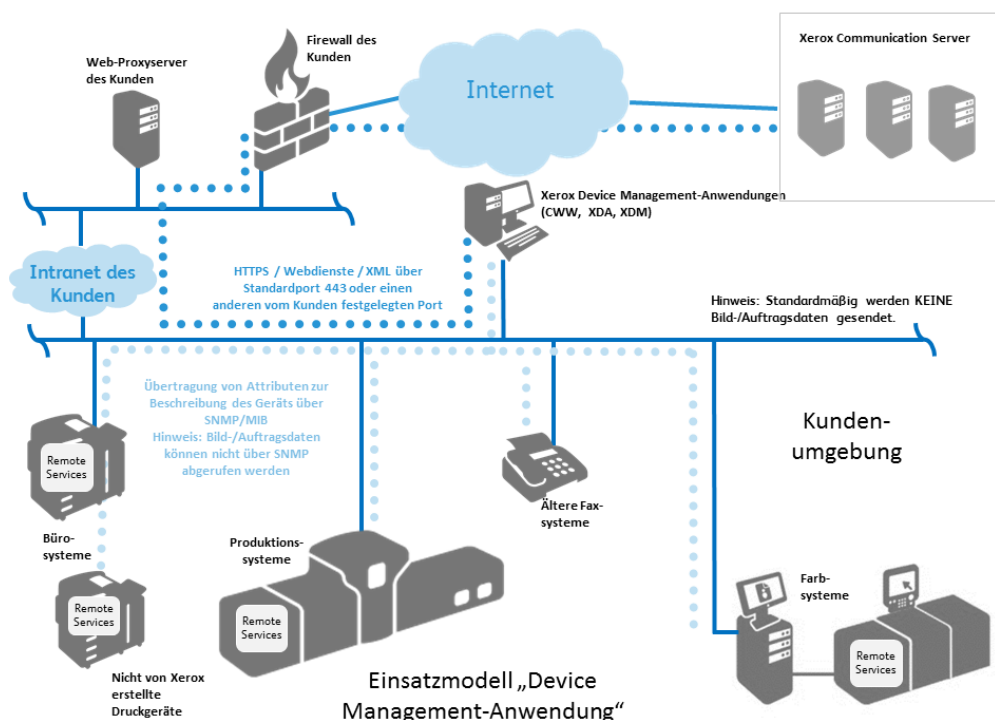 Firewall des
Kunden
Xerox Communication Server
Web-Proxyserver
des Kunden
Internet
Xerox Device Management-Anwendungen
(CWW, XDA, XDM)
Intranet des
Kunden
HTTPS / Webdienste / XML über
Standardport 443 oder einen
anderen vom Kunden festgelegten Port
Hinweis: Standardmäßig werden KEINE
Bild-/Auftragsdaten gesendet.
Übertragung von Attributen zur
Beschreibung des Geräts über
SNMP/MIB
Hinweis: Bild-/Auftragsdaten
können nicht über SNMP
abgerufen werden
Kunden-
umgebung
Remote
Services
Ältere Fax-
systeme
Büro-
systeme
Produktions-
systeme
Farb-
systeme
Remote
Services
Remote
Services
Remote
Services
Nicht von Xerox
erstellte
Druckgeräte
Einsatzmodell „Device
Management-Anwendung“